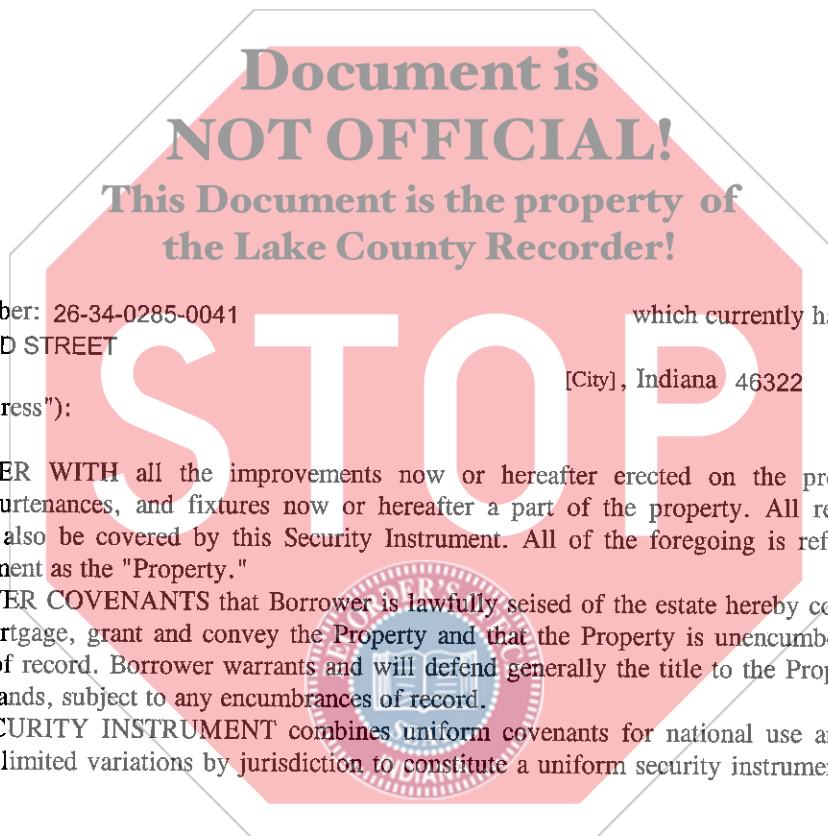 Document is
NOT OFFICIAL!
This Document is the property of
the Lake County Recorder!
ber: 26-34-0285-0041 which currently ha
D STREET
[City], Indiana 46322
ress"):
STOP
ER WITH all the improvements now or hereafter erected on the pro
urtenances, and fixtures now or hereafter a part of the property. All re
also be covered by this Security Instrument. All of the foregoing is ref
nent as the "Property."
ER COVENANTS that Borrower is lawfully seised of the estate hereby co
rtgage, grant and convey the Property and that the Property is unencumb
of record. Borrower warrants and will defend generally the title to the Prop
ands, subject to any encumbrances of record.
CURITY INSTRUMENT combines uniform covenants for national use an
limited variations by jurisdiction to constitute a uniform security instrumen
INDIANA